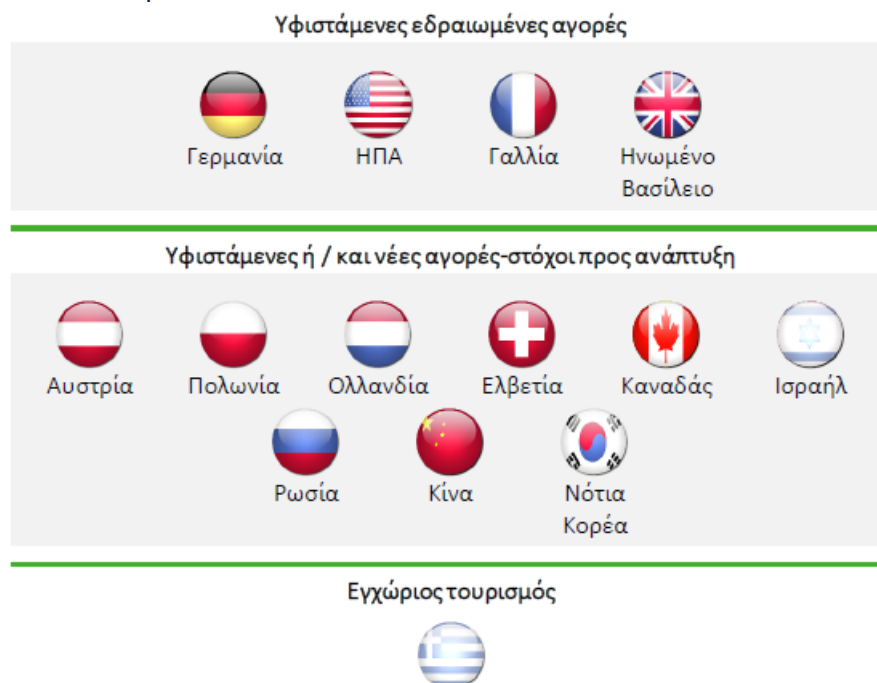 Υφιστάμενες εδραιωμένες αγορές
Γερμανία ΗΠΑ Γαλλία Ηνωμένο
Βασίλειο
Υφιστάμενες ή / και νέες αγορές-στόχοι προς ανάπτυξη
Αυστρία Πολωνία Ολλανδία Ελβετία Καναδάς Ισραήλ
Ρωσία Κίνα Νότια
Κορέα
Εγχώριος τουρισμός